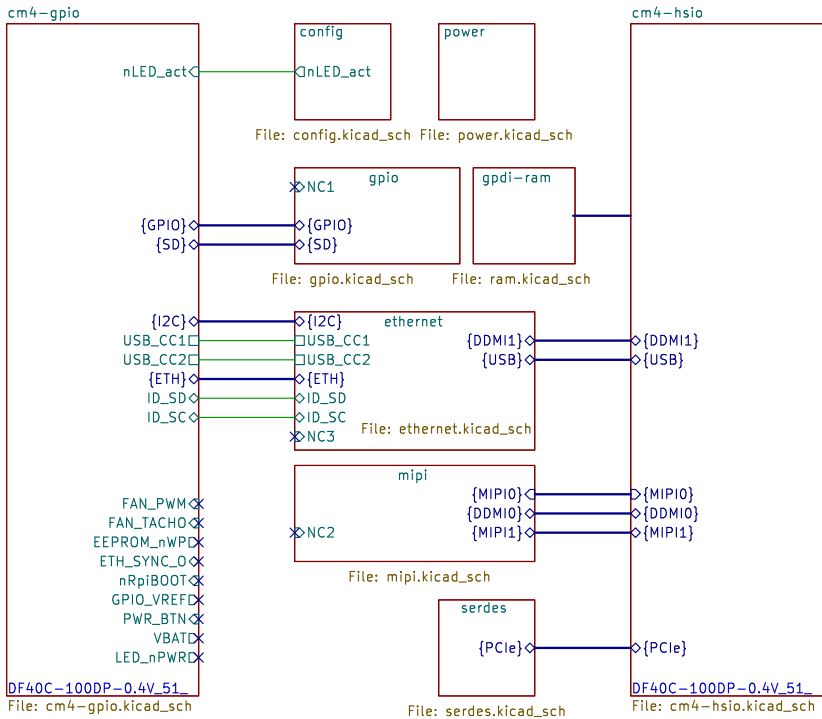 cm4-gpio
nLED_act
FAN_PWM
FAN_TACHO
EEPROM_nWP
ETH_SYNC_O
nRpiBOOT
GPIO_VREF
PWR_BTN
VBAT
LED_nPWR
{GPIO}
{SD}
{I2C}
USB_CC1
USB_CC2
{ETH}
ID_SD
ID_SC
DF40C-100DP-0.4V_51_
File: cm4-gpio.kicad_sch
config
nLED_act
File: config.kicad_sch
power
File: power.kicad_sch
gpio
NC1
{GPIO}
{SD}
File: gpio.kicad_sch
gpdi-ram
File: ram.kicad_sch
ethernet
{I2C}
USB_CC1
USB_CC2
{ETH}
ID_SD
ID_SC
NC3
{DDMI1}
{USB}
File: ethernet.kicad_sch
mipi
NC2
{MIPI0}
{DDMI0}
{MIPI1}
File: mipi.kicad_sch
serdes
{PCIe}
File: serdes.kicad_sch
cm4-hsio
{DDMI1}
{USB}
{MIPI0}
{DDMI0}
{MIPI1}
{PCIe}
DF40C-100DP-0.4V_51_
File: cm4-hsio.kicad_sch